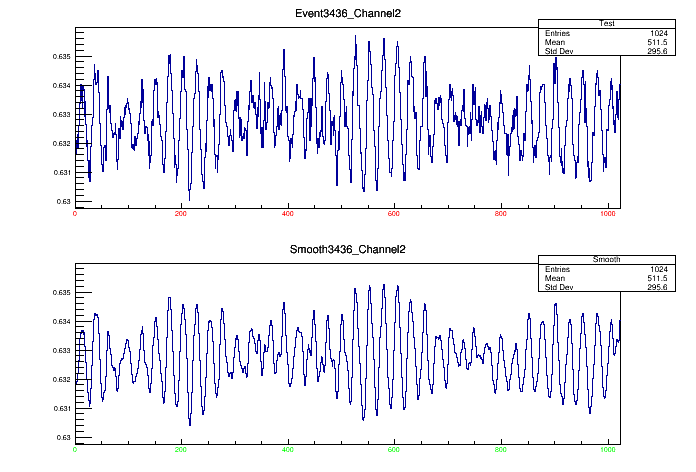 Event3436_Channel2
Test
Entries 1024
Mean 511.5
Std Dev 295.6
0.635
0.634
0.633
0.632
0.631
0.63
0 200 400 600 800 1000
Smooth3436_Channel2
Smooth
Entries 1024
Mean 511.5
Std Dev 295.6
0.635
0.634
0.633
0.632
0.631
0.63
0 200 400 600 800 1000